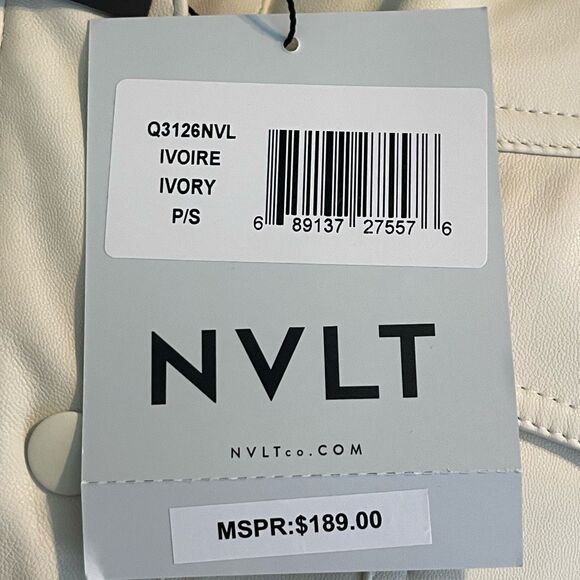 Q3126NVL
IVOIRE
IVORY
P/S
6 89137 27557 6
NVLT
NVLTco.COM
MSPR:$189.00